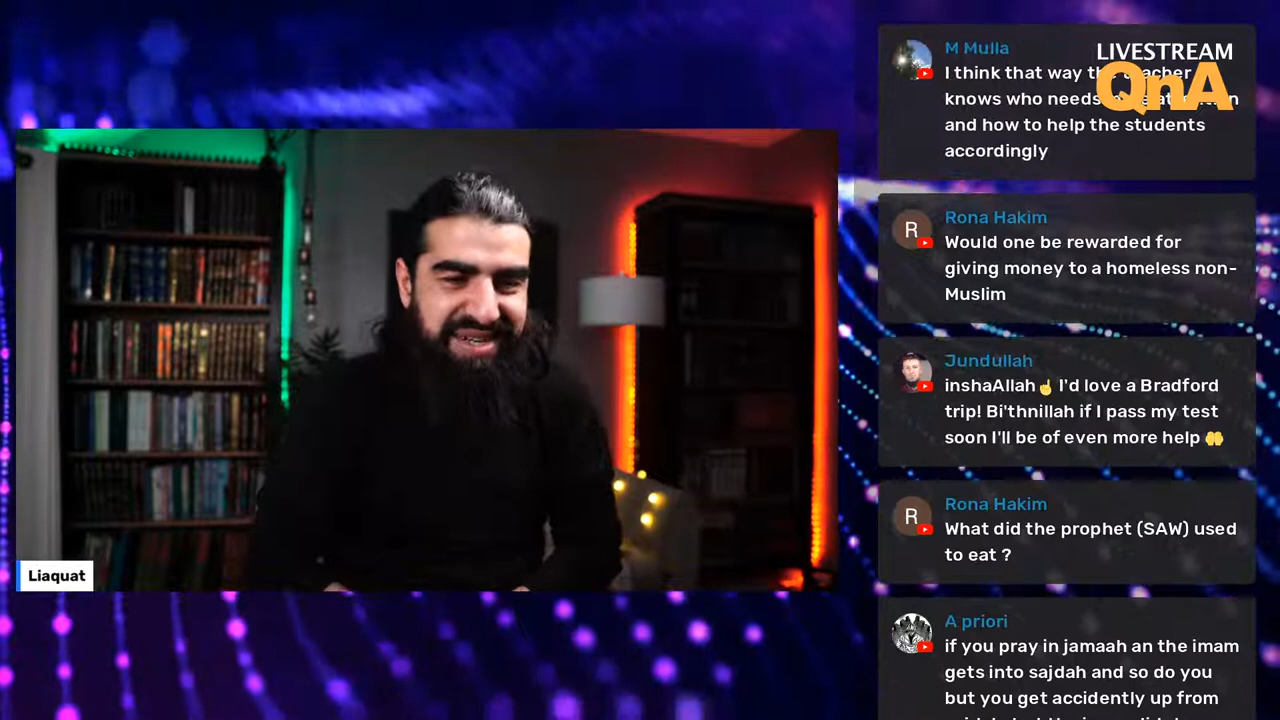 LIVESTREAM
QnA
M Mulla
I think that way the teacher
knows who needs
and how to help the students
accordingly
R
Rona Hakim
Would one be rewarded for
giving money to a homeless non-
Muslim
Jundullah
inshaAllah☝️ I'd love a Bradford
trip! Bi'thnillah if I pass my test
soon I'll be of even more help 🤲
R
Rona Hakim
What did the prophet (SAW) used
to eat ?
A priori
if you pray in jamaah an the imam
gets into sajdah and so do you
but you get accidently up from
Liaquat